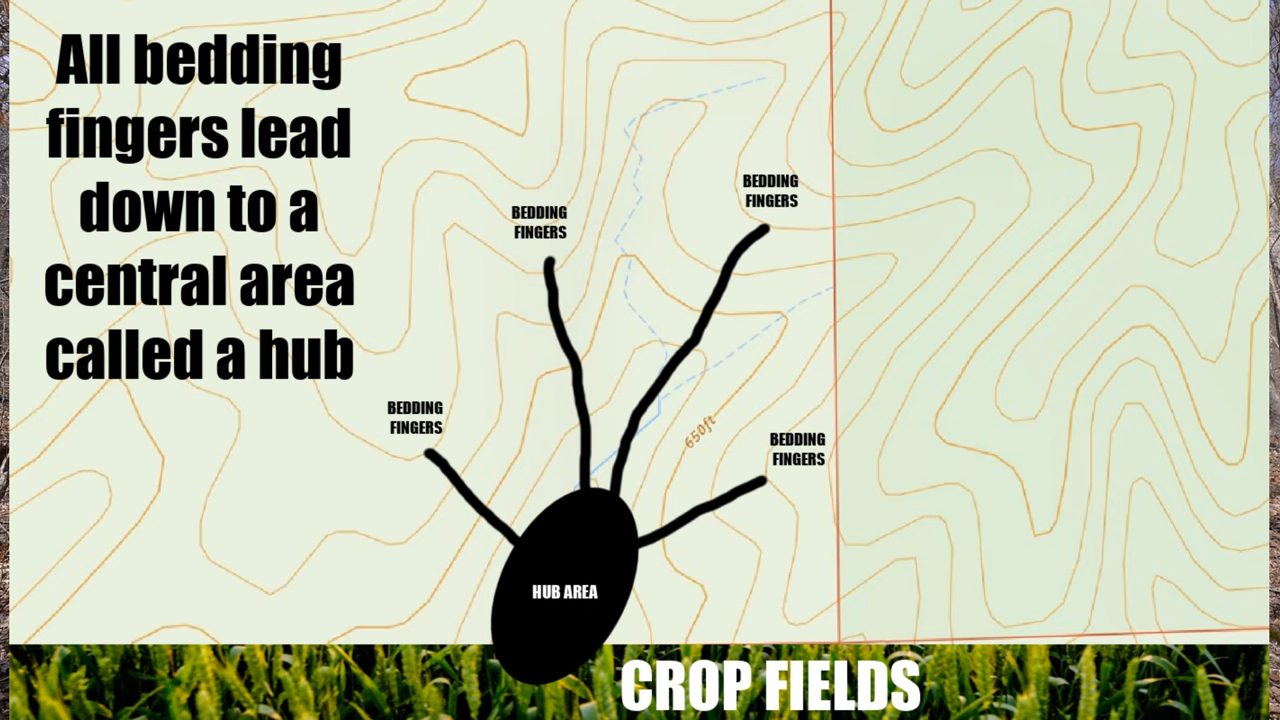 All bedding
fingers lead
down to a
central area
called a hub
BEDDING
FINGERS
BEDDING
FINGERS
BEDDING
FINGERS
BEDDING
FINGERS
650ft
HUB AREA
CROP FIELDS